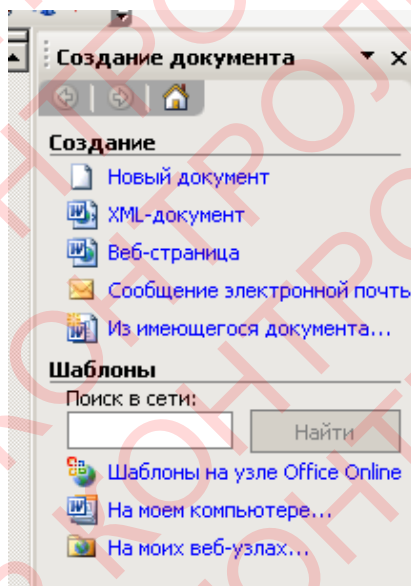 Создание документа
Создание
Новый документ
XML-документ
Веб-страница
Сообщение электронной почть
Из имеющегося документа...
Шаблоны
Поиск в сети:
Найти
Шаблоны на узле Office Online
На моем компьютере...
На моих веб-узлах...